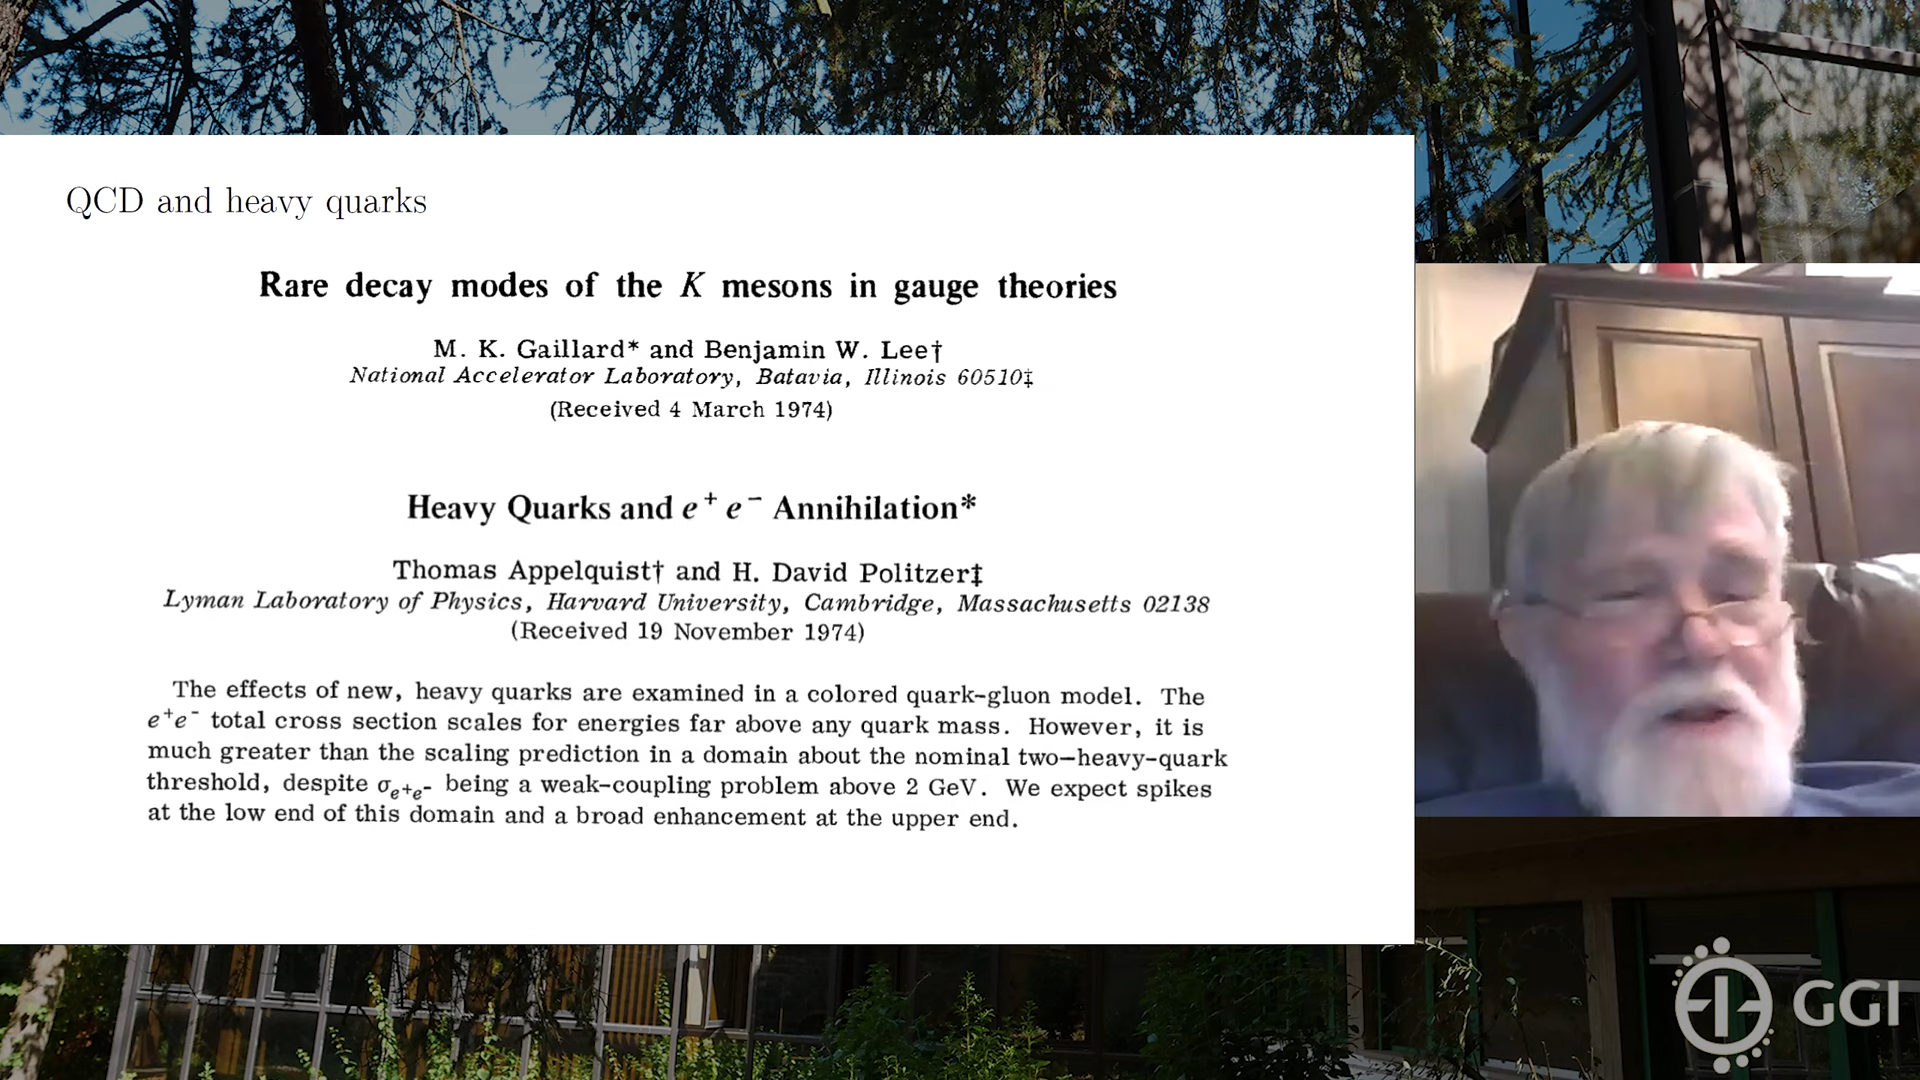 QCD and heavy quarks
Rare decay modes of the K mesons in gauge theories
M. K. Gaillard* and Benjamin W. Lee†
National Accelerator Laboratory, Batavia, Illinois 60510‡
(Received 4 March 1974)
Heavy Quarks and e⁺ e⁻ Annihilation*
Thomas Appelquist† and H. David Politzer‡
Lyman Laboratory of Physics, Harvard University, Cambridge, Massachusetts 02138
(Received 19 November 1974)
The effects of new, heavy quarks are examined in a colored quark-gluon model. The
e⁺e⁻ total cross section scales for energies far above any quark mass. However, it is
much greater than the scaling prediction in a domain about the nominal two-heavy-quark
threshold, despite σₑ₊ₑ₋ being a weak-coupling problem above 2 GeV. We expect spikes
at the low end of this domain and a broad enhancement at the upper end.
GGI